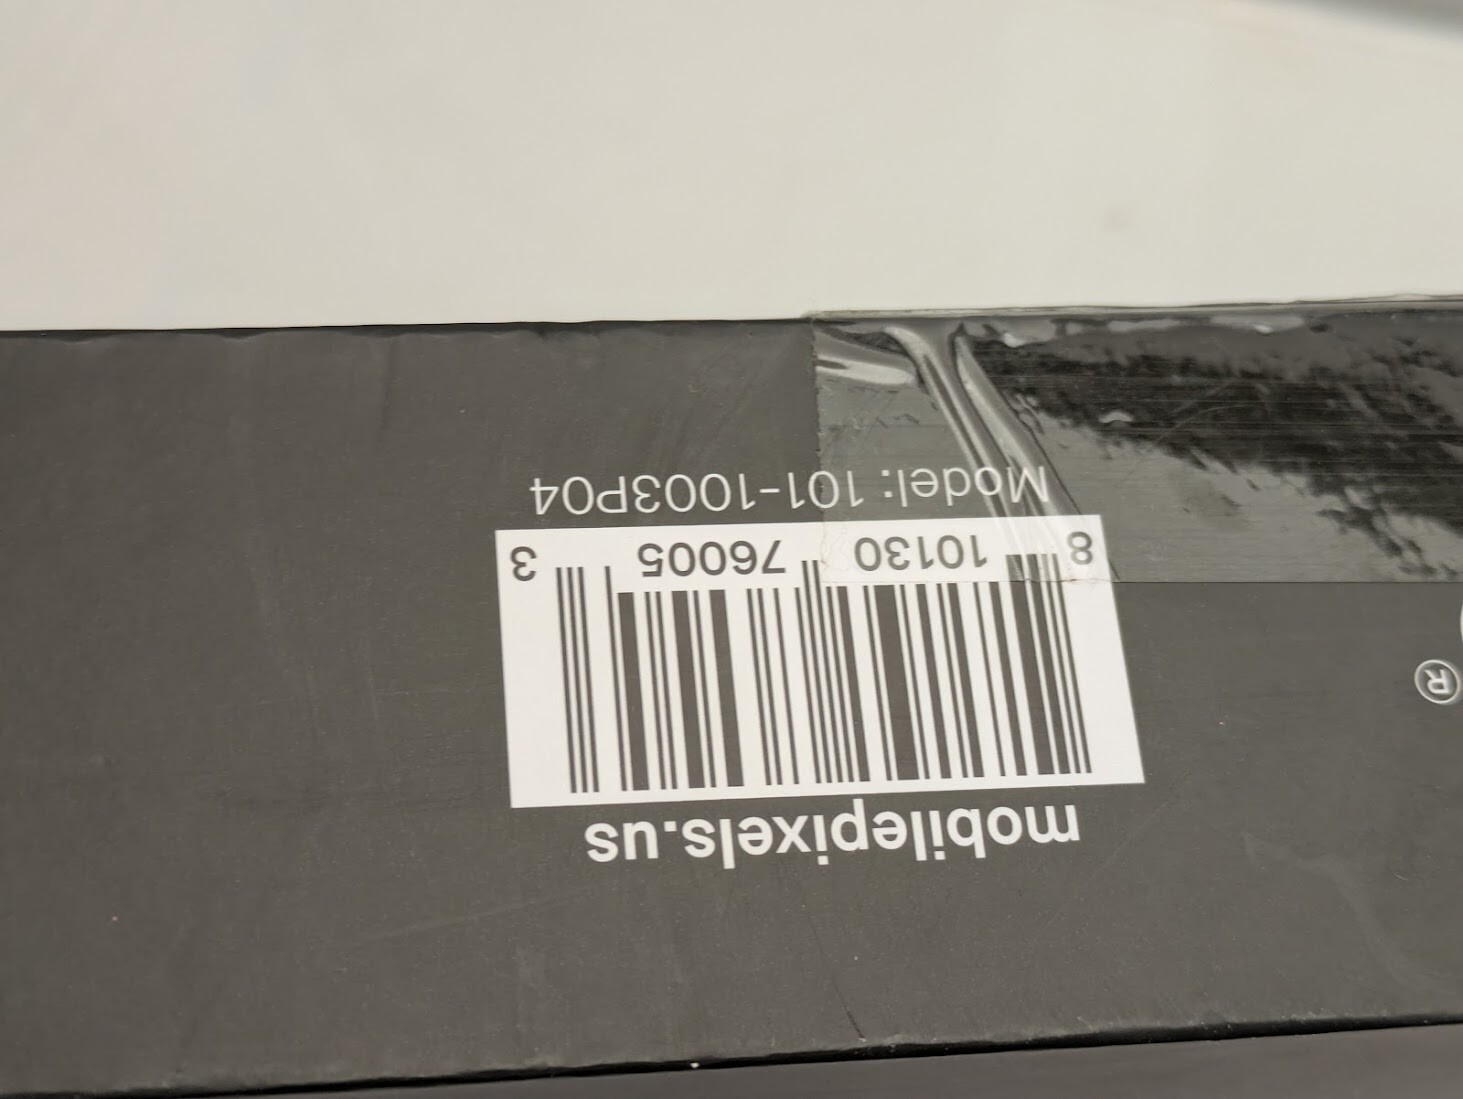 mobilepixels.us
8 10130 76005 3
Model: 101-1003P04
®